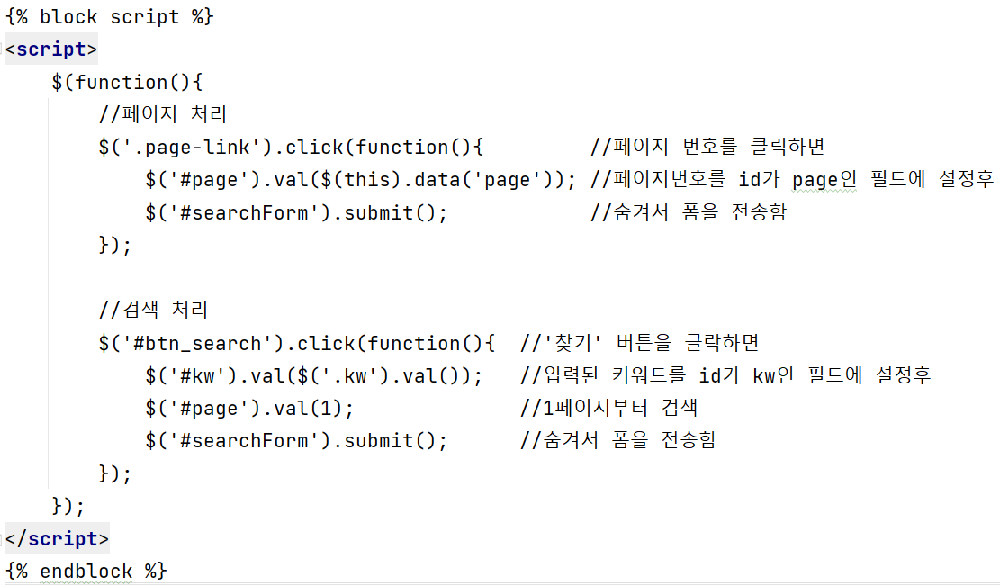 {% block script %}
<script>
    $(function(){
        //페이지 처리
        $('.page-link').click(function(){         //페이지 번호를 클릭하면
            $('#page').val($(this).data('page')); //페이지번호를 id가 page인 필드에 설정후
            $('#searchForm').submit();            //숨겨서 폼을 전송함
        });

        //검색 처리
        $('#btn_search').click(function(){  //'찾기' 버튼을 클락하면
            $('#kw').val($('.kw').val());   //입력된 키워드를 id가 kw인 필드에 설정후
            $('#page').val(1);              //1페이지부터 검색
            $('#searchForm').submit();      //숨겨서 폼을 전송함
        });
    });
</script>
{% endblock %}